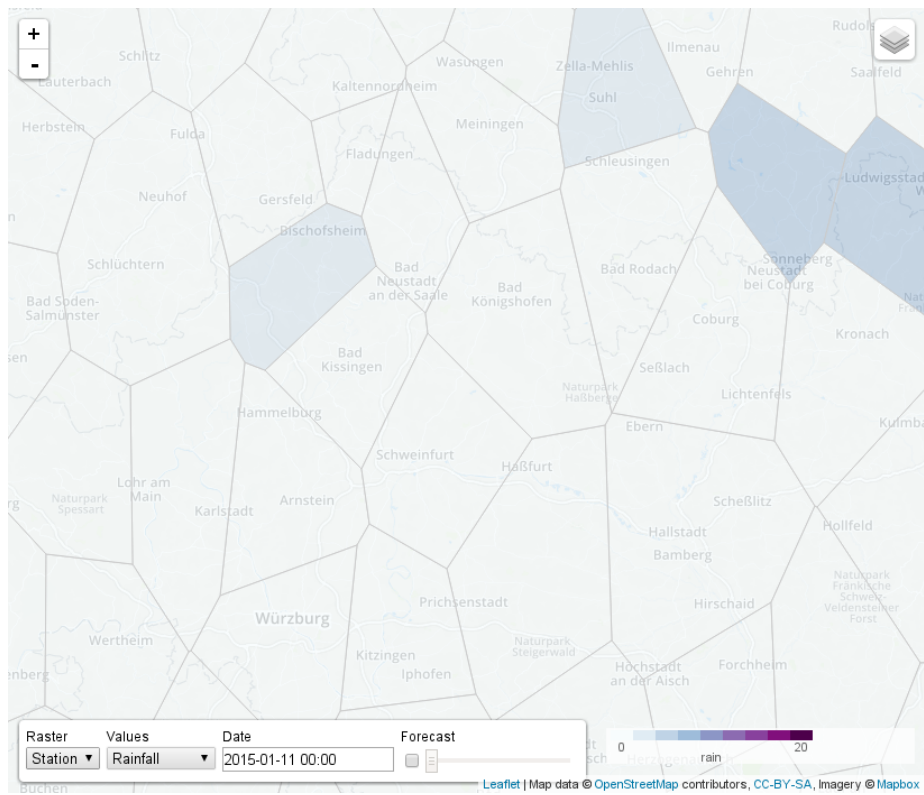 +
-
Schlitz
Lauterbach
Herbstein
Fulda
Wasungen
Kaltennordheim
Zella-Mehlis
Suhl
Ilmenau
Gehren
Saalfeld
Meiningen
Fladungen
Schleusingen
Neuhof
Gersfeld
Bischofsheim
Schlüchtern
Bad Soden-
Salmünster
Bad
Neustadt
an der Saale
Bad
Königshofen
Bad Rodach
Sonneberg
Neustadt
bei Coburg
Coburg
Kronach
Bad
Kissingen
Seßlach
Naturpark
Haßberge
Lichtenfels
Hammelburg
Ebern
Schweinfurt
Haßfurt
Lohr am
Main
Naturpark
Spessart
Karlstadt
Arnstein
Scheßlitz
Hallstadt
Bamberg
Hollfeld
Naturpark
Fränkische
Schweiz-
Veldensteiner
Forst
Würzburg
Prichsenstadt
Hirschaid
Wertheim
Naturpark
Steigerwald
Kitzingen
Iphofen
Höchstadt
an der Aisch
Forchheim
Raster
Values
Date
Forecast
Station ▼
Rainfall ▼
2015-01-11 00:00
0
20
rain
Buchen
Leaflet | Map data © OpenStreetMap contributors, CC-BY-SA, Imagery © Mapbox